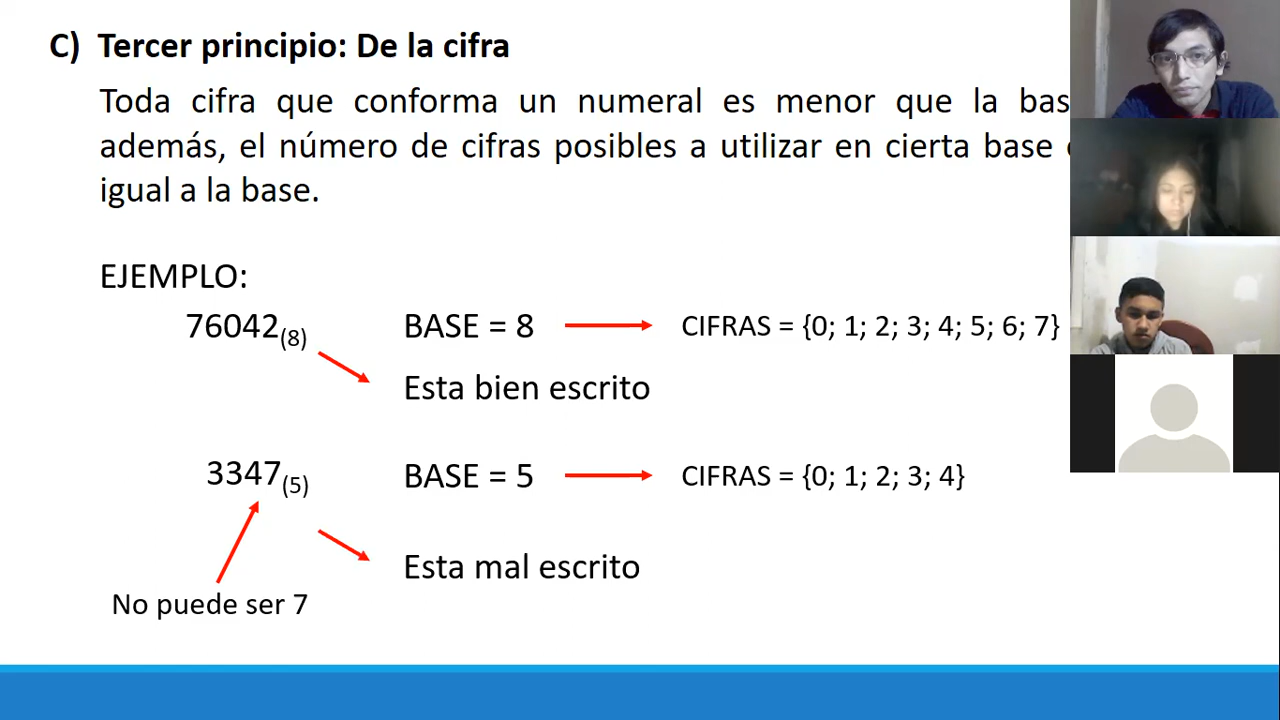 C) Tercer principio: De la cifra
Toda cifra que conforma un numeral es menor que la bas
además, el número de cifras posibles a utilizar en cierta base
igual a la base.
EJEMPLO:
76042(8) BASE = 8 CIFRAS = {0; 1; 2; 3; 4; 5; 6; 7}
Esta bien escrito
3347(5) BASE = 5 CIFRAS = {0; 1; 2; 3; 4}
Esta mal escrito
No puede ser 7